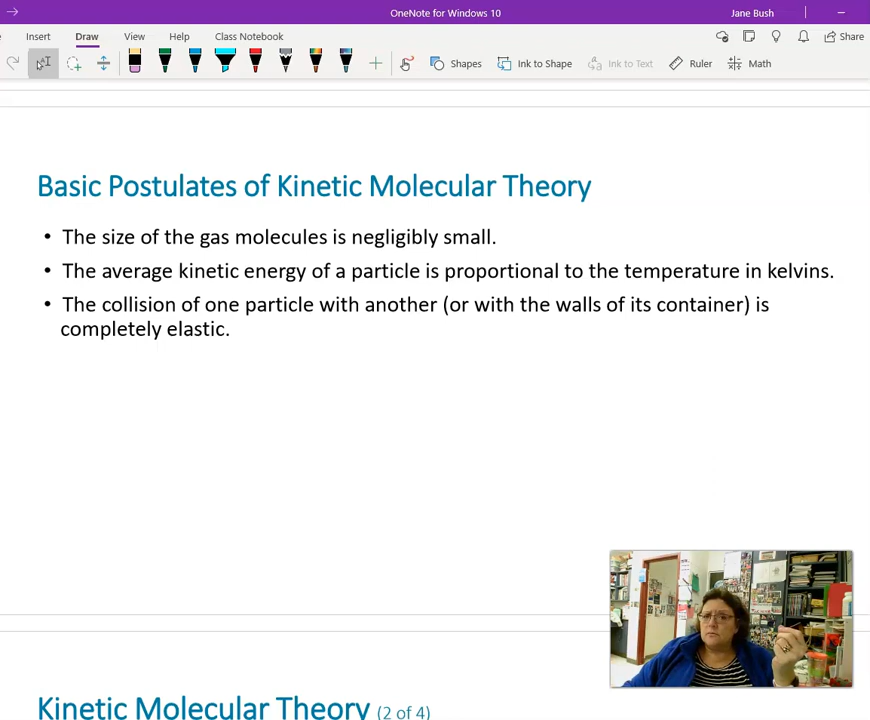 OneNote for Windows 10
Jane Bush
Insert
Draw
View
Help
Class Notebook
Share
Shapes
Ink to Shape
Ink to Text
Ruler
Math
Basic Postulates of Kinetic Molecular Theory
• The size of the gas molecules is negligibly small.
• The average kinetic energy of a particle is proportional to the temperature in kelvins.
• The collision of one particle with another (or with the walls of its container) is
completely elastic.
Kinetic Molecular Theory (2 of 4)